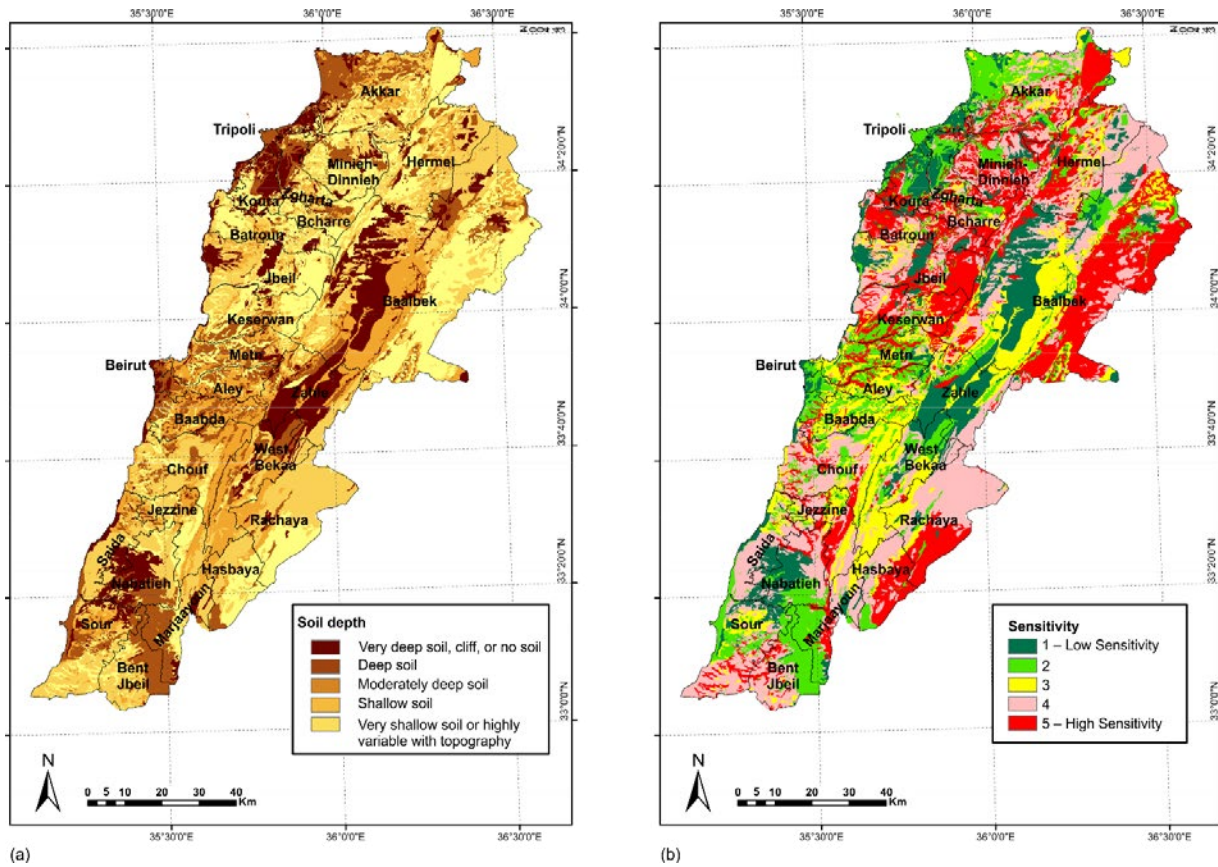 35°30'0"E 36°0'0"E 36°30'0"E
Akkar
Tripoli
Hermel
Minieh-
Dinnieh
Zgharta
Koura
Bcharre
Batroun
Jbeil
Baalbek
Keserwan
Metn
Beirut
Aley
Zahle
Baabda
West
Bekaa
Chouf
Jezzine
Rachaya
Saida
Hasbaya
Nabatieh
Marjaayoun
Sour
Bent
Jbeil
34°20'0"N
34°0'0"N
33°40'0"N
33°20'0"N
33°0'0"N
Soil depth
Very deep soil, cliff, or no soil
Deep soil
Moderately deep soil
Shallow soil
Very shallow soil or highly
variable with topography
N
0 5 10 20 30 40
Km
35°30'0"E 36°0'0"E 36°30'0"E
(a)
35°30'0"E 36°0'0"E 36°30'0"E
Akkar
Tripoli
Hermel
Minieh-
Dinnieh
Zgharta
Koura
Bcharre
Batroun
Jbeil
Baalbek
Keserwan
Metn
Beirut
Aley
Zahle
Baabda
West
Bekaa
Chouf
Jezzine
Rachaya
Saida
Hasbaya
Nabatieh
Marjaayoun
Sour
Bent
Jbeil
34°20'0"N
34°0'0"N
33°40'0"N
33°20'0"N
33°0'0"N
Sensitivity
1 – Low Sensitivity
2
3
4
5 – High Sensitivity
N
0 5 10 20 30 40
Km
35°30'0"E 36°0'0"E 36°30'0"E
(b)